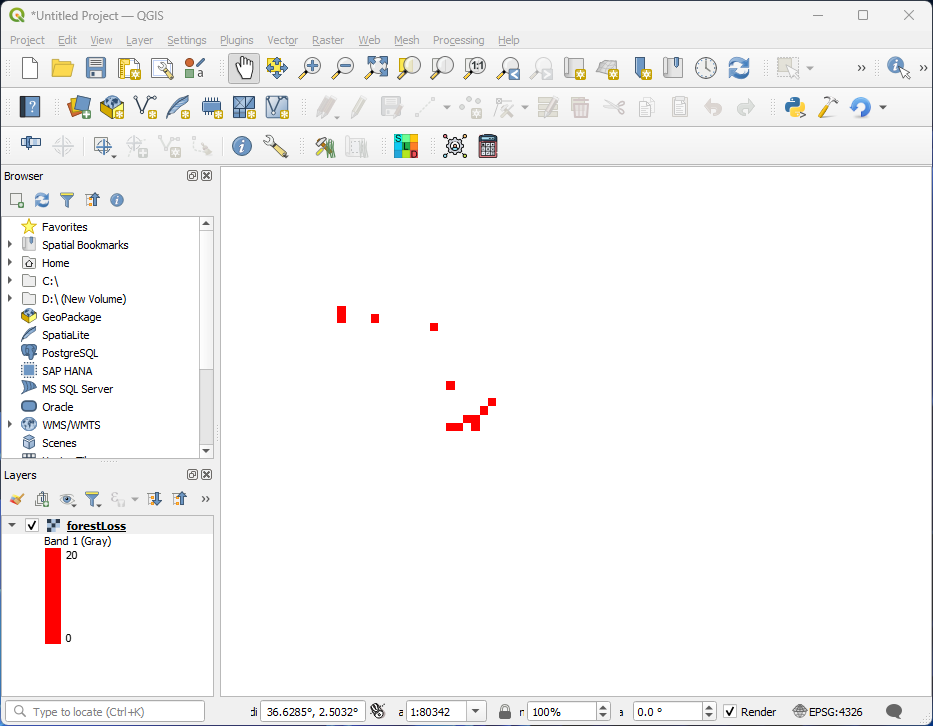 *Untitled Project — QGIS
Project Edit View Layer Settings Plugins Vector Raster Web Mesh Processing Help
1:1
a
»
»
?
S
L
D
Browser
Favorites
Spatial Bookmarks
Home
C:\
D:\ (New Volume)
GeoPackage
SpatiaLite
PostgreSQL
SAP HANA
MS SQL Server
Oracle
WMS/WMTS
Scenes
Layers
»
forestLoss
Band 1 (Gray)
20
0
Type to locate (Ctrl+K)
di 36.6285°, 2.5032° a 1:80342 r 100% a 0.0 ° Render EPSG:4326